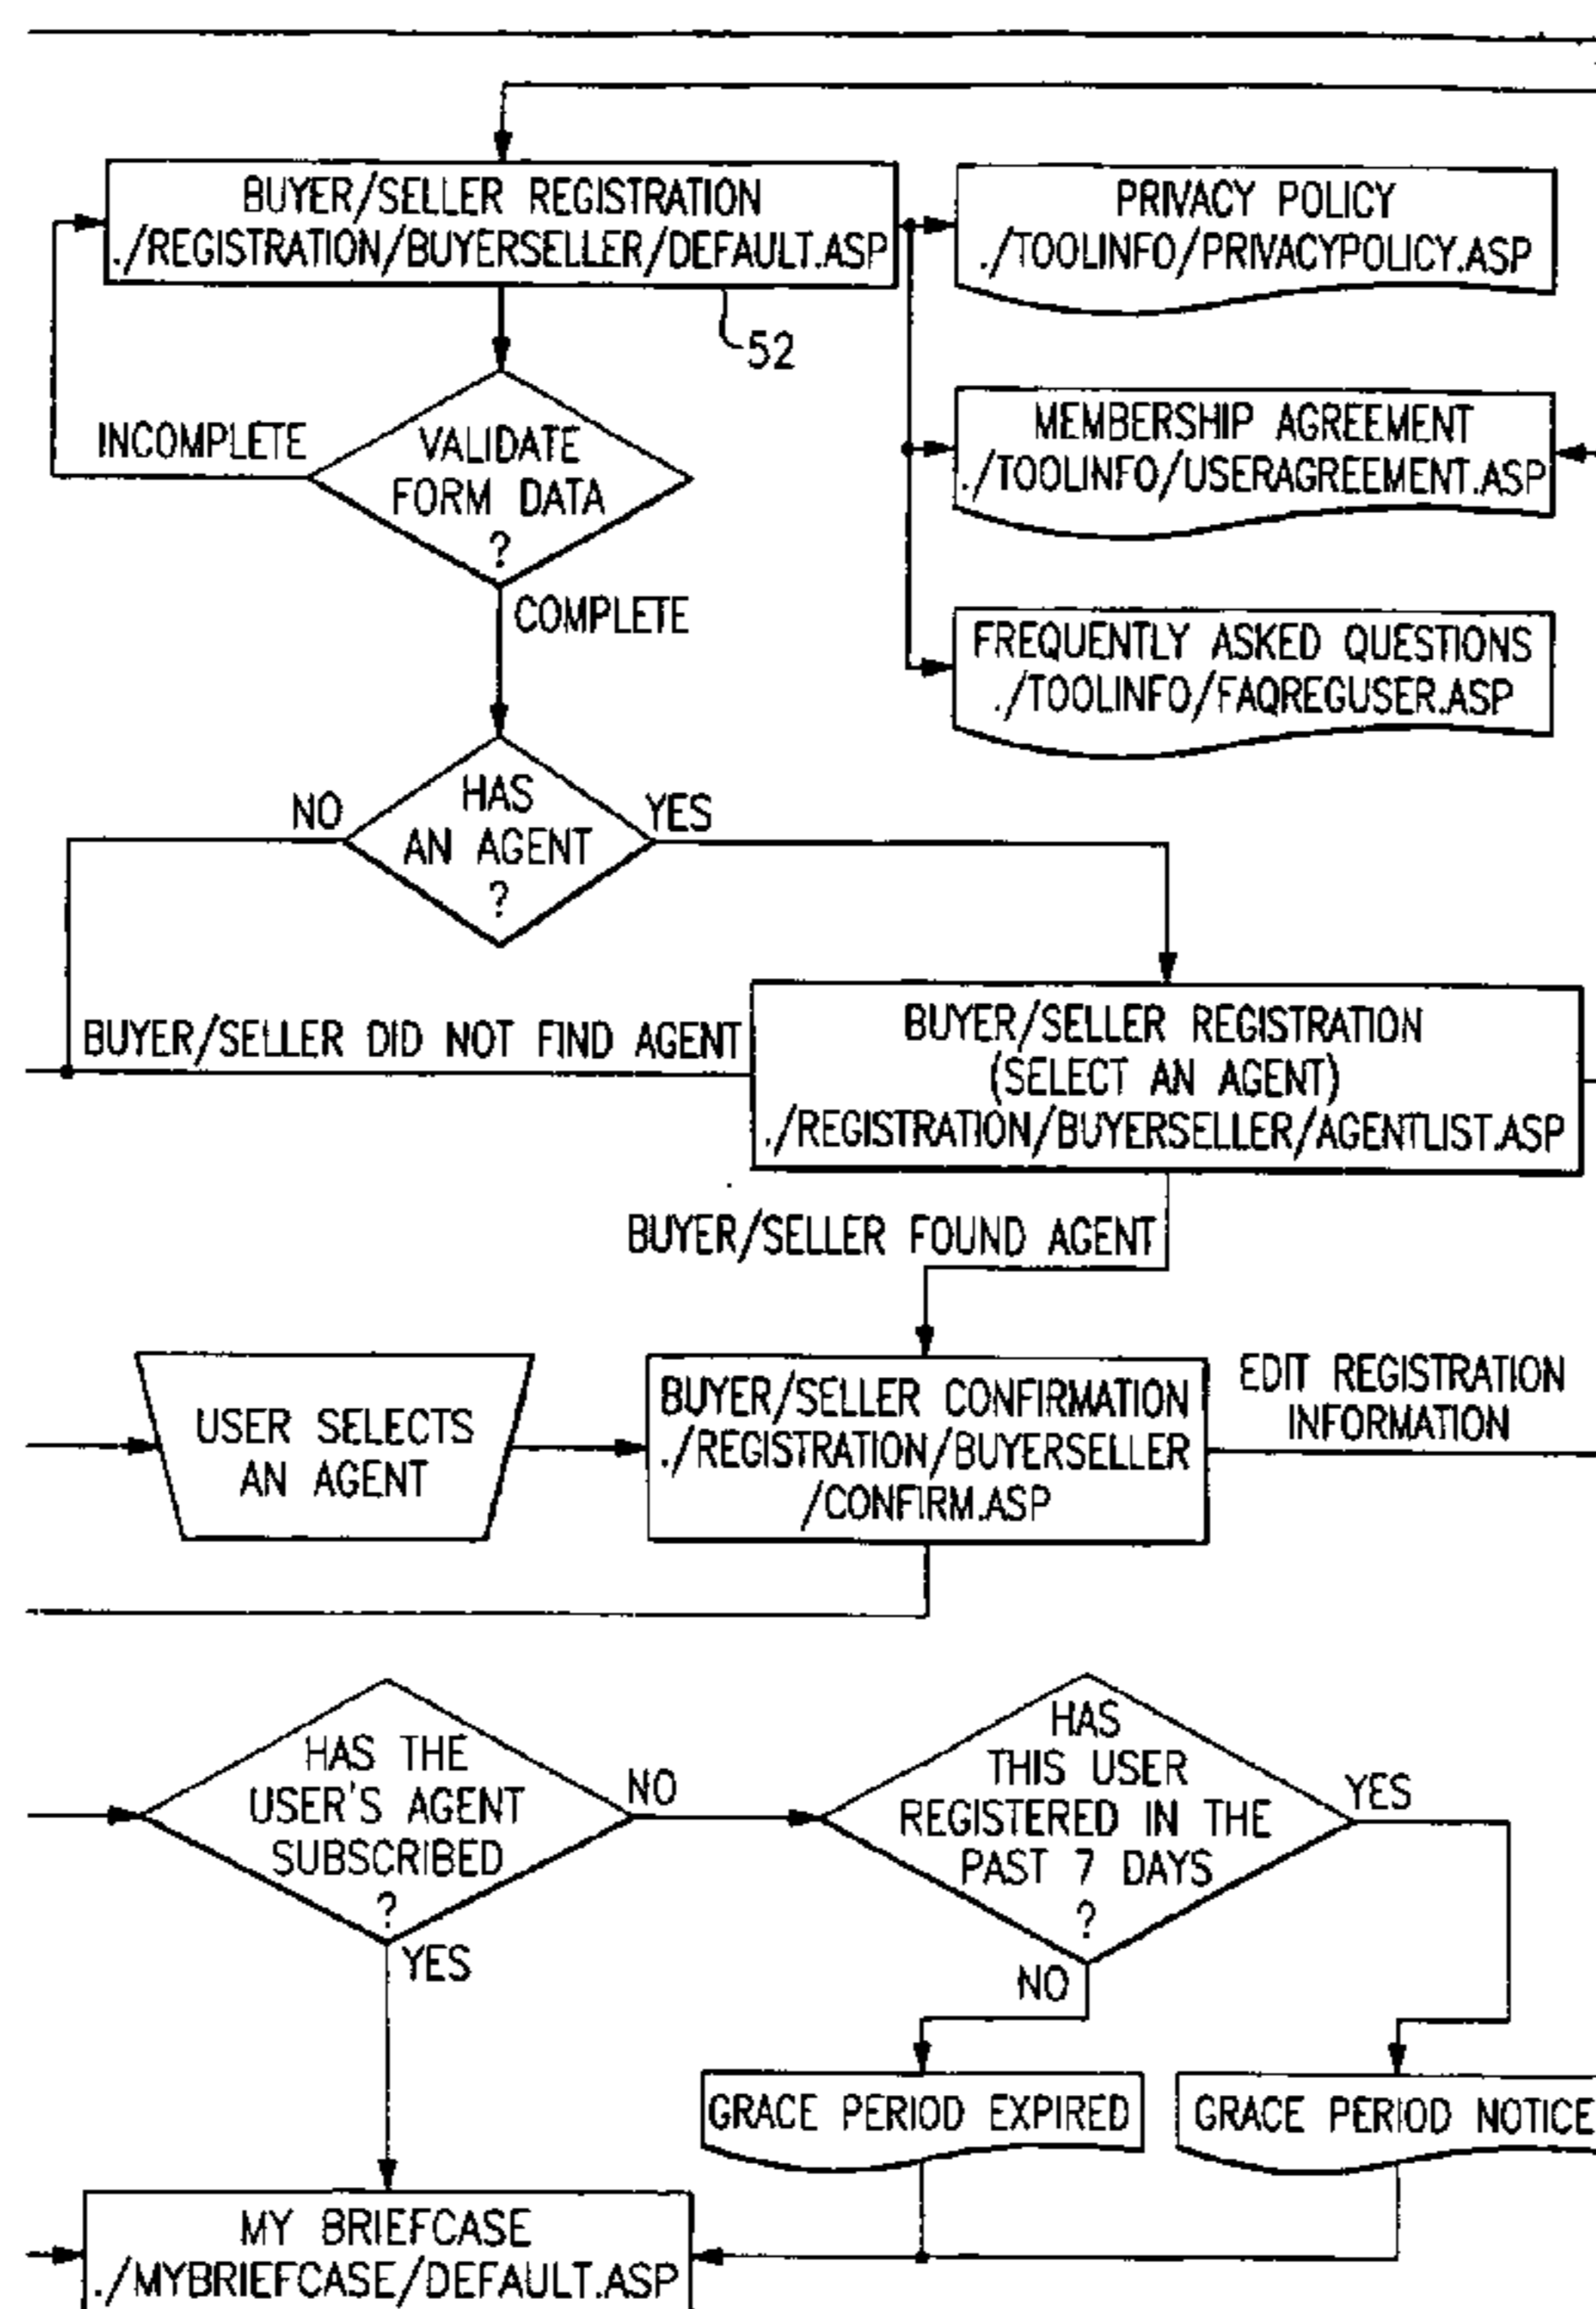 BUYER/SELLER REGISTRATION
./REGISTRATION/BUYERSELLER/DEFAULT.ASP
52
PRIVACY POLICY
./TOOLINFO/PRIVACYPOLICY.ASP
INCOMPLETE
VALIDATE
FORM DATA
?
COMPLETE
MEMBERSHIP AGREEMENT
./TOOLINFO/USERAGREEMENT.ASP
FREQUENTLY ASKED QUESTIONS
./TOOLINFO/FAQREGUSER.ASP
NO
HAS
AN AGENT
?
YES
BUYER/SELLER DID NOT FIND AGENT
BUYER/SELLER REGISTRATION
(SELECT AN AGENT)
./REGISTRATION/BUYERSELLER/AGENTLIST.ASP
BUYER/SELLER FOUND AGENT
USER SELECTS
AN AGENT
BUYER/SELLER CONFIRMATION
./REGISTRATION/BUYERSELLER
/CONFIRM.ASP
EDIT REGISTRATION
INFORMATION
HAS THE
USER'S AGENT
SUBSCRIBED
?
NO
YES
HAS
THIS USER
REGISTERED IN THE
PAST 7 DAYS
?
YES
NO
GRACE PERIOD EXPIRED
GRACE PERIOD NOTICE
MY BRIEFCASE
./MYBRIEFCASE/DEFAULT.ASP